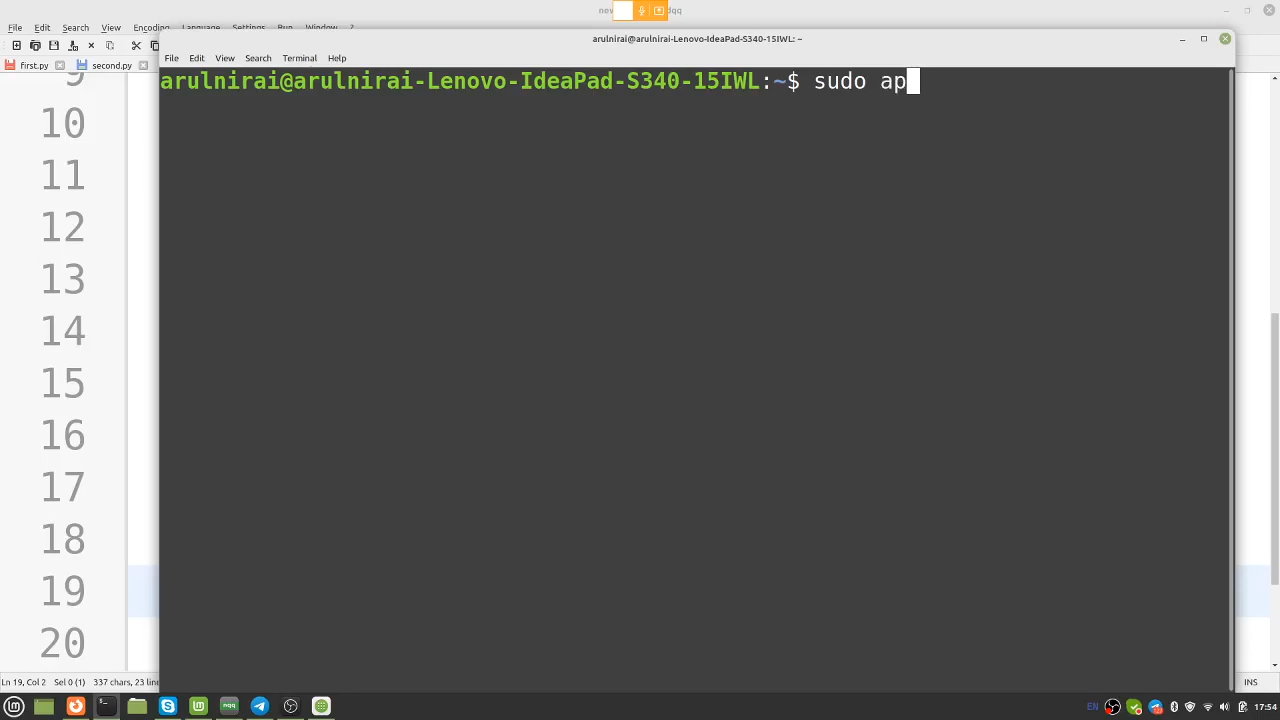 arulnirai@arulnirai-Lenovo-IdeaPad-S340-15IWL: ~
File Edit Search View Encoding Language Settings Run Window ?
File Edit View Search Terminal Help
first.py second.py
arulnirai@arulnirai-Lenovo-IdeaPad-S340-15IWL:~$ sudo ap
9
10
11
12
13
14
15
16
17
18
19
20
Ln 19, Col 2 Sel 0 (1) 337 chars, 23 line INS
nqq EN 17:54